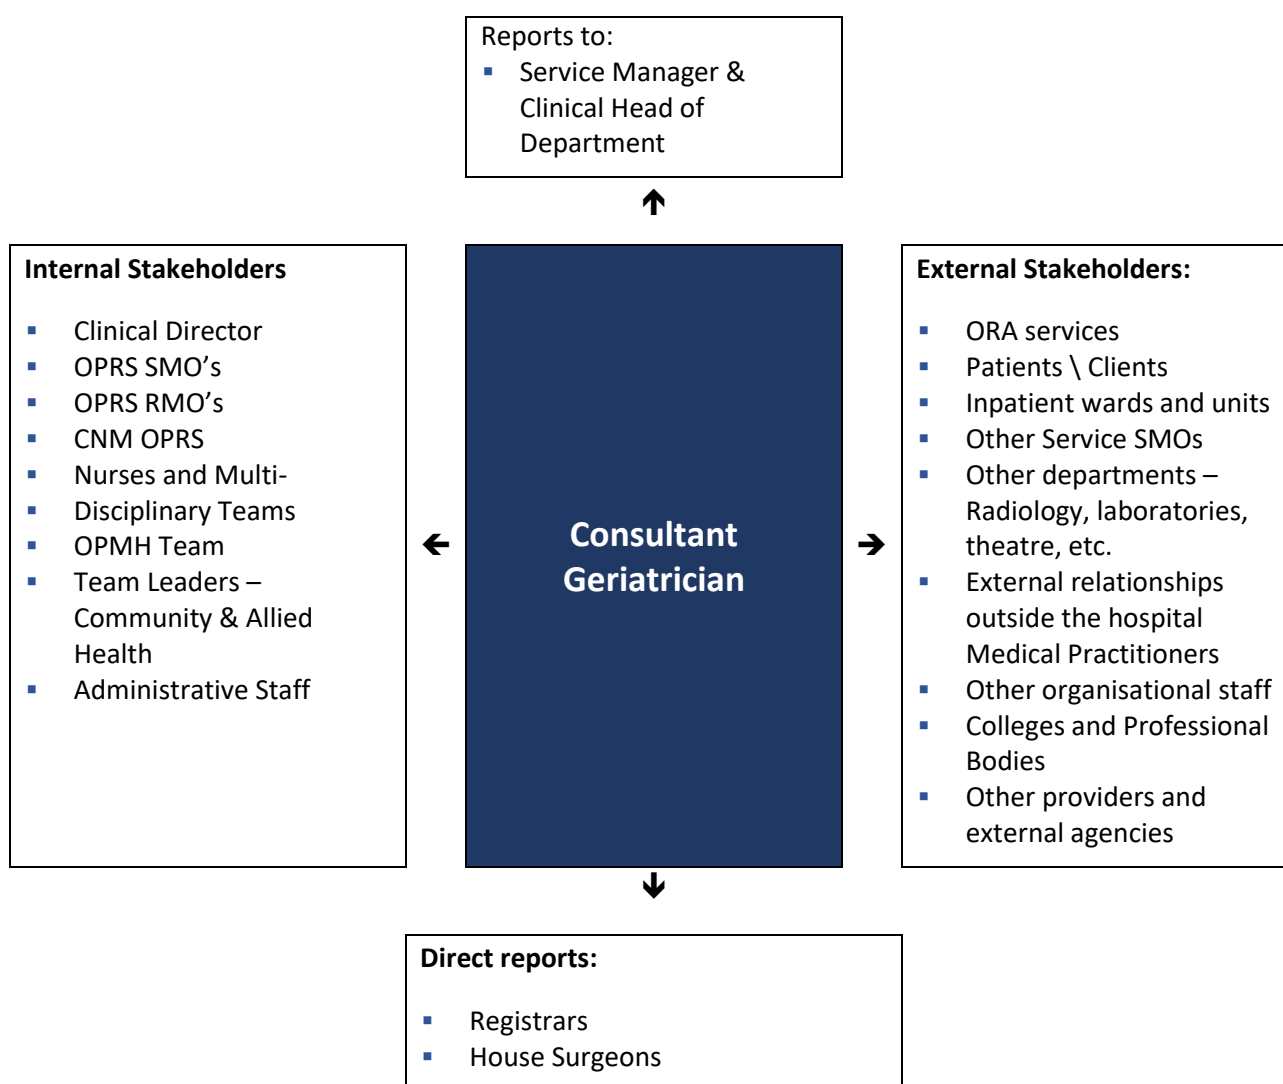 Reports to:
▪ Service Manager &
Clinical Head of
Department
Internal Stakeholders
▪ Clinical Director
▪ OPRS SMO’s
▪ OPRS RMO’s
▪ CNM OPRS
▪ Nurses and Multi-
▪ Disciplinary Teams
▪ OPMH Team
▪ Team Leaders –
Community & Allied
Health
▪ Administrative Staff
Consultant
Geriatrician
External Stakeholders:
▪ ORA services
▪ Patients \ Clients
▪ Inpatient wards and units
▪ Other Service SMOs
▪ Other departments –
Radiology, laboratories,
theatre, etc.
▪ External relationships
outside the hospital
Medical Practitioners
▪ Other organisational staff
▪ Colleges and Professional
Bodies
▪ Other providers and
external agencies
Direct reports:
▪ Registrars
▪ House Surgeons